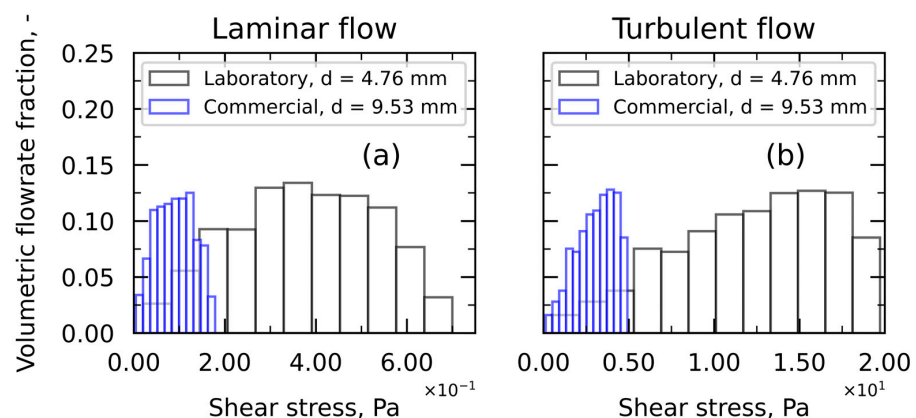 Laminar flow
Turbulent flow
Volumetric flowrate fraction, -
0.25
0.20
0.15
0.10
0.05
0.00
Laboratory, d = 4.76 mm
Commercial, d = 9.53 mm
(a)
0.00 2.00 4.00 6.00
×10⁻¹
Shear stress, Pa
Laboratory, d = 4.76 mm
Commercial, d = 9.53 mm
(b)
0.00 0.50 1.00 1.50 2.00
×10¹
Shear stress, Pa